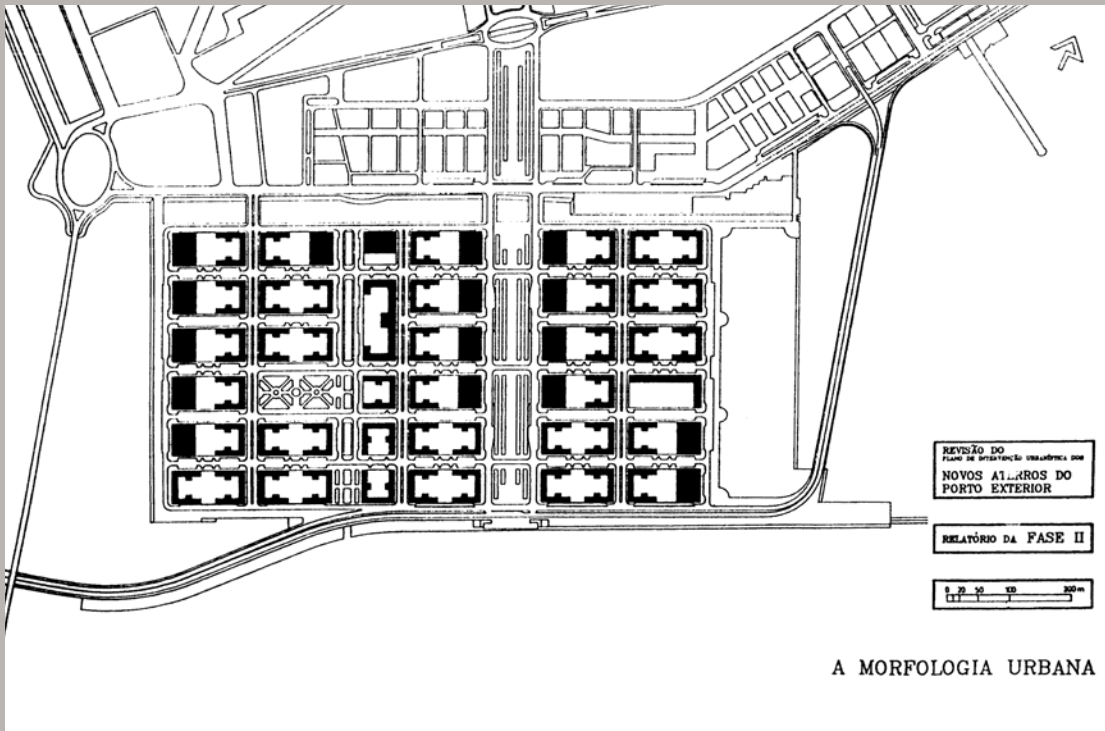 REVISÃO DO
PLANO DE INTERVENÇÃO URBANÍSTICA DOS
NOVOS ATERROS DO
PORTO EXTERIOR
RELATÓRIO DA FASE II
0 20 50 100 200 m
A MORFOLOGIA URBANA